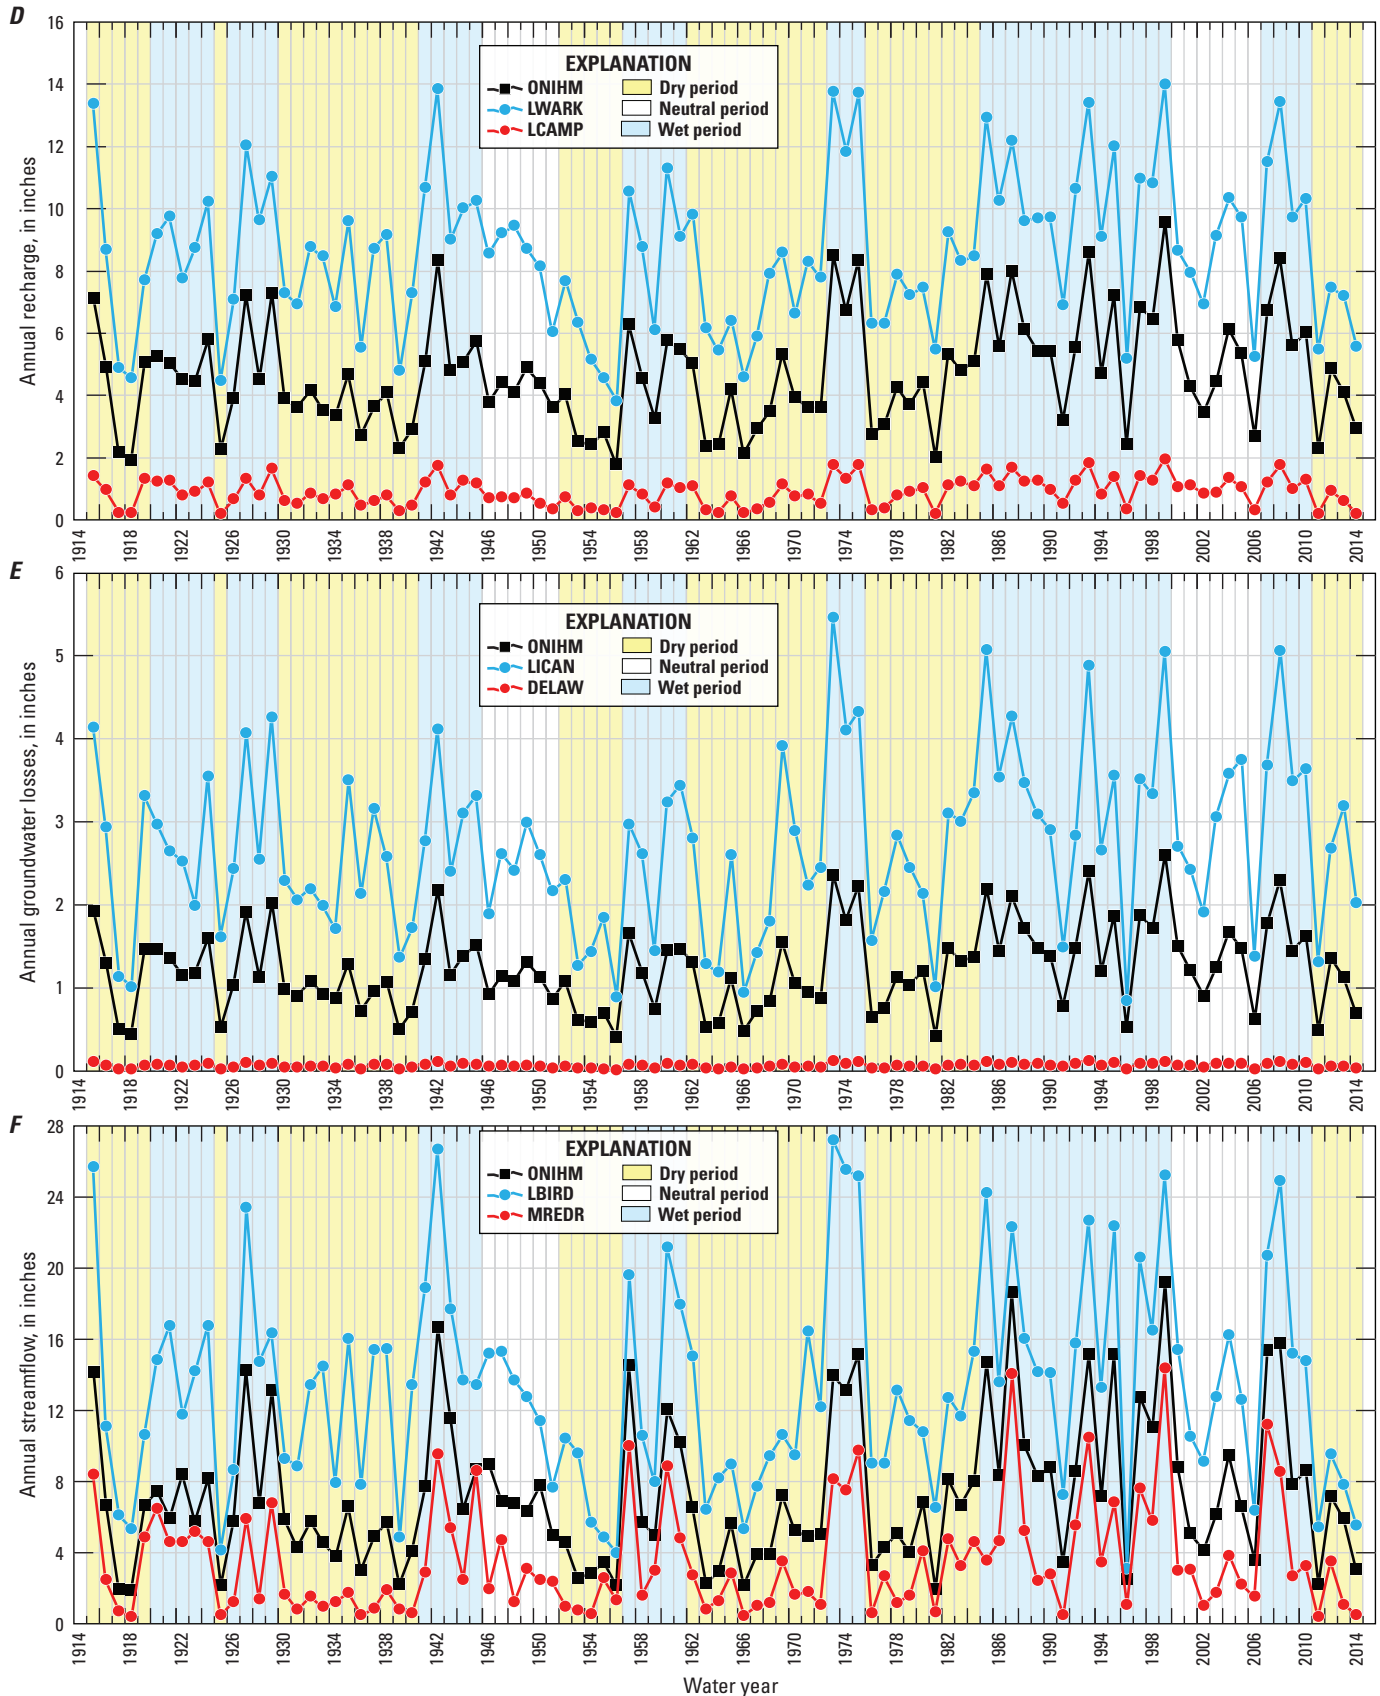 D
16
14
12
10
8
6
4
2
0
Annual recharge, in inches
EXPLANATION
ONIHM Dry period
LWARK Neutral period
LCAMP Wet period
1914 1918 1922 1926 1930 1934 1938 1942 1946 1950 1954 1958 1962 1966 1970 1974 1978 1982 1986 1990 1994 1998 2002 2006 2010 2014
E
6
5
4
3
2
1
0
Annual groundwater losses, in inches
EXPLANATION
ONIHM Dry period
LICAN Neutral period
DELAW Wet period
1914 1918 1922 1926 1930 1934 1938 1942 1946 1950 1954 1958 1962 1966 1970 1974 1978 1982 1986 1990 1994 1998 2002 2006 2010 2014
F
28
24
20
16
12
8
4
0
Annual streamflow, in inches
EXPLANATION
ONIHM Dry period
LBIRD Neutral period
MREDR Wet period
1914 1918 1922 1926 1930 1934 1938 1942 1946 1950 1954 1958 1962 1966 1970 1974 1978 1982 1986 1990 1994 1998 2002 2006 2010 2014
Water year